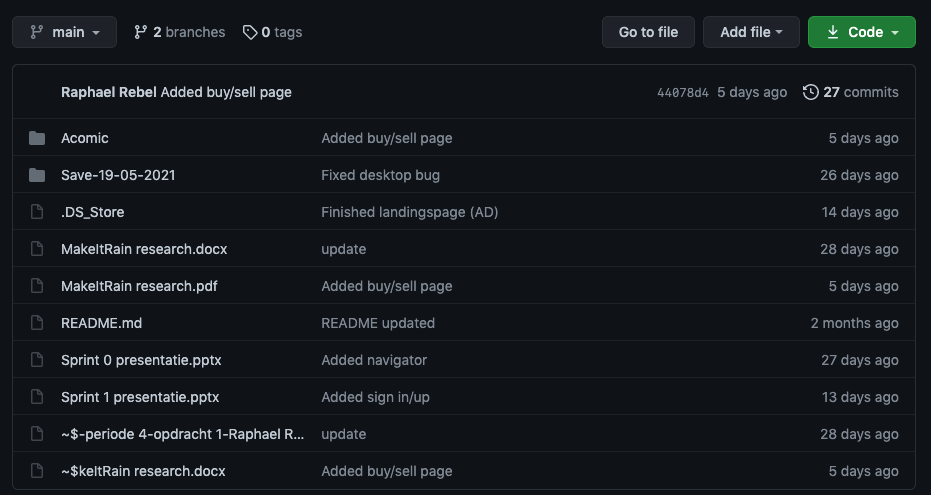 main 2 branches 0 tags Go to file Add file Code
Raphael Rebel Added buy/sell page 44078d4 5 days ago 27 commits
Acomic Added buy/sell page 5 days ago
Save-19-05-2021 Fixed desktop bug 26 days ago
.DS_Store Finished landingspage (AD) 14 days ago
MakeItRain research.docx update 28 days ago
MakeItRain research.pdf Added buy/sell page 5 days ago
README.md README updated 2 months ago
Sprint 0 presentatie.pptx Added navigator 27 days ago
Sprint 1 presentatie.pptx Added sign in/up 13 days ago
~$-periode 4-opdracht 1-Raphael R... update 28 days ago
~$keItRain research.docx Added buy/sell page 5 days ago